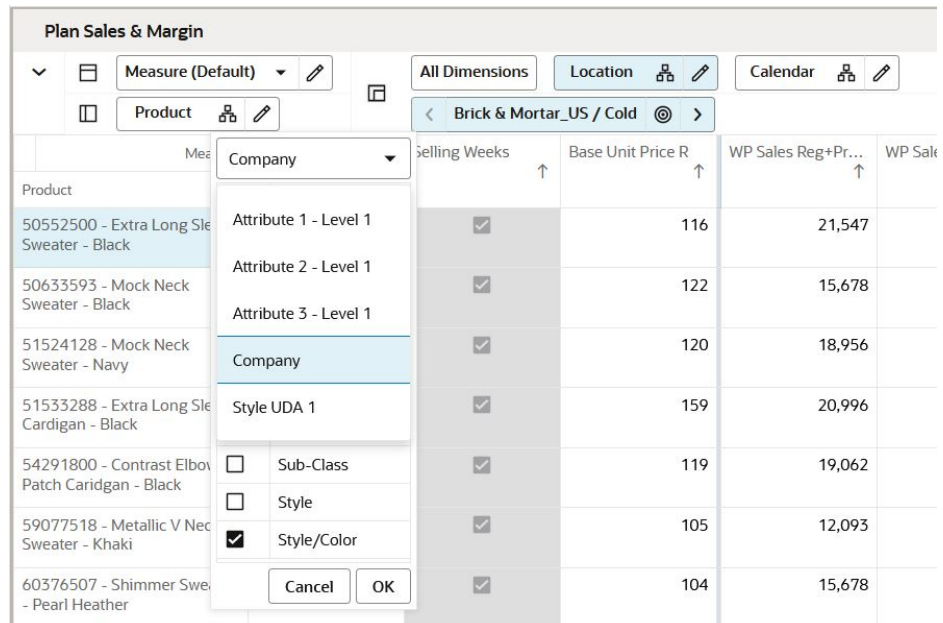 Plan Sales & Margin
Measure (Default)
All Dimensions
Location
Calendar
Product
Brick & Mortar_US / Cold
Mea
Company
Selling Weeks
Base Unit Price R
WP Sales Reg+Pr...
WP Sale
Product
50552500 - Extra Long Sle
Sweater - Black
Attribute 1 - Level 1
116
21,547
Attribute 2 - Level 1
50633593 - Mock Neck
Sweater - Black
122
15,678
Attribute 3 - Level 1
51524128 - Mock Neck
Sweater - Navy
Company
120
18,956
51533288 - Extra Long Sle
Cardigan - Black
Style UDA 1
159
20,996
54291800 - Contrast Elbow
Patch Caridgan - Black
Sub-Class
119
19,062
Style
59077518 - Metallic V Nec
Sweater - Khaki
Style/Color
105
12,093
60376507 - Shimmer Swea
- Pearl Heather
Cancel
OK
104
15,678